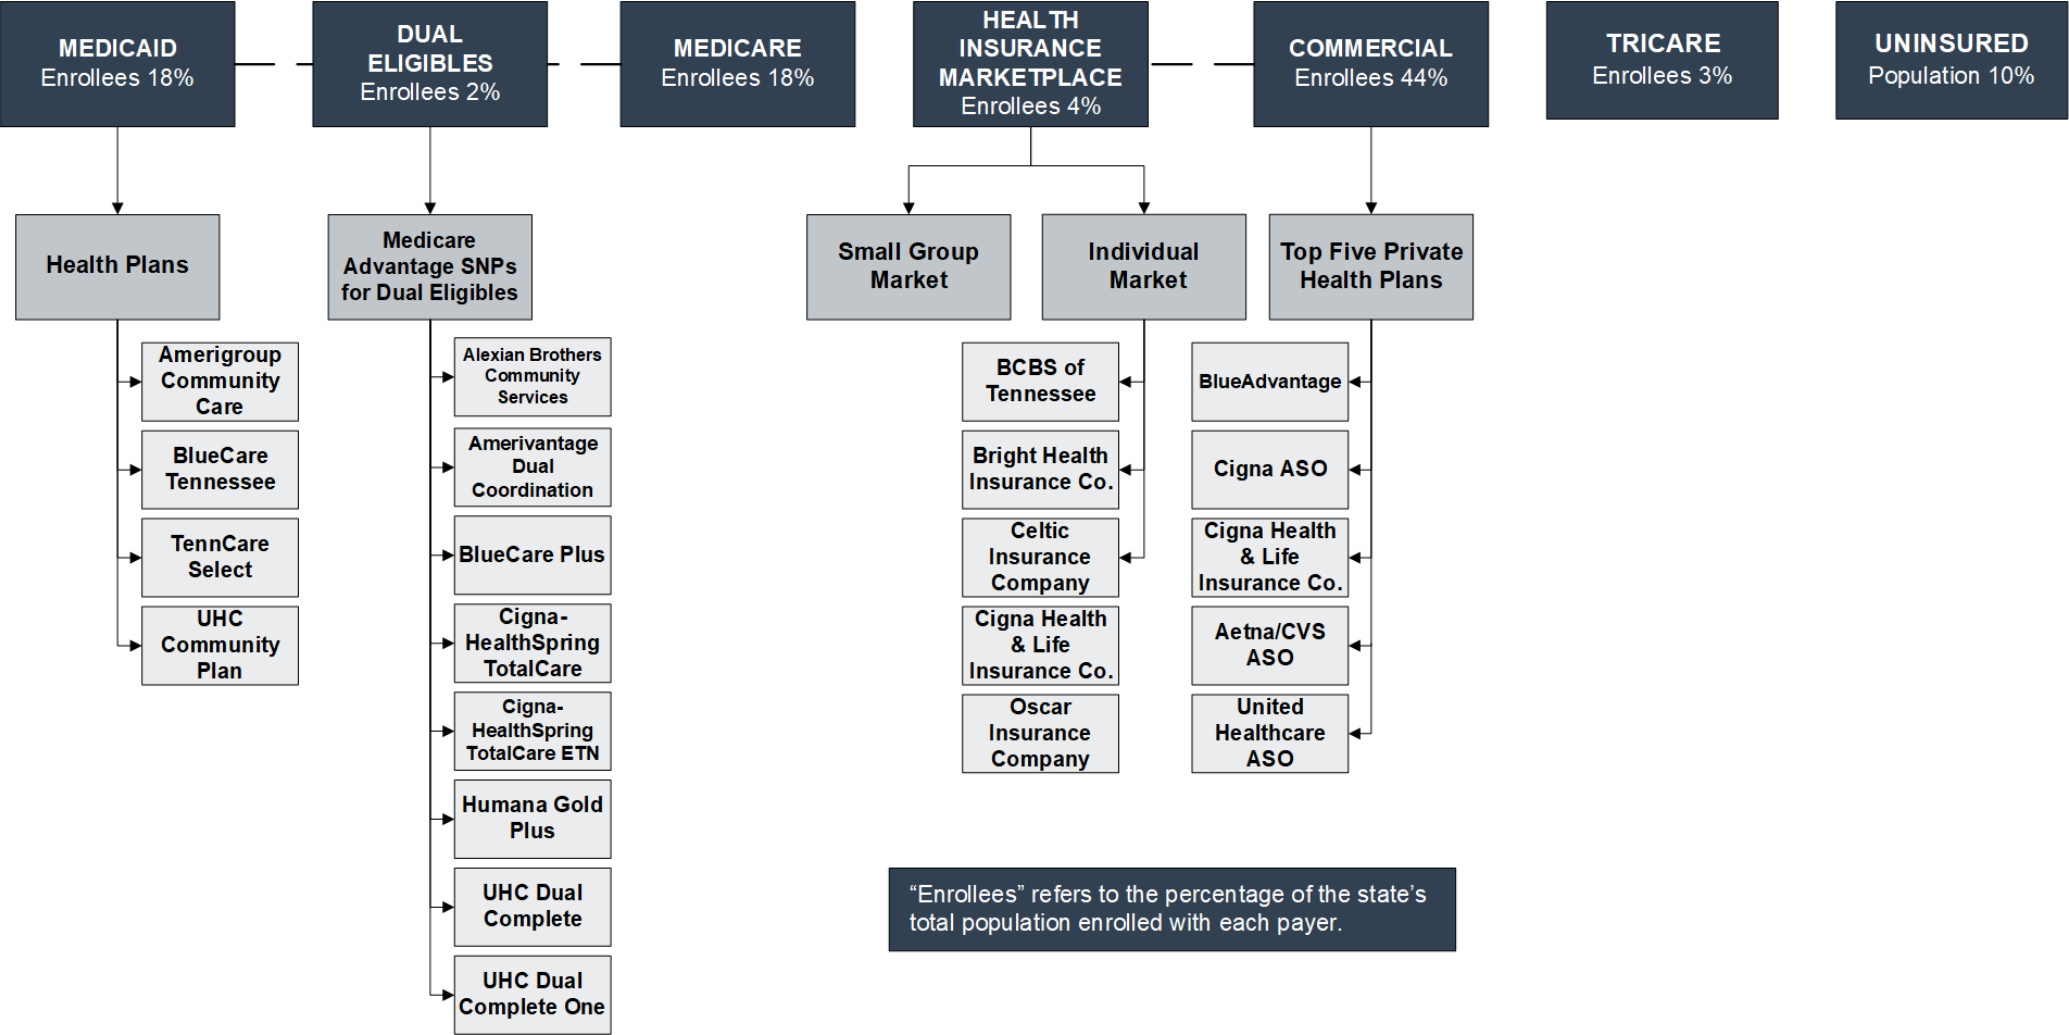 MEDICAID
Enrollees 18%
DUAL
ELIGIBLES
Enrollees 2%
MEDICARE
Enrollees 18%
HEALTH
INSURANCE
MARKETPLACE
Enrollees 4%
COMMERCIAL
Enrollees 44%
TRICARE
Enrollees 3%
UNINSURED
Population 10%
Health Plans
Amerigroup
Community
Care
BlueCare
Tennessee
TennCare
Select
UHC
Community
Plan
Medicare
Advantage SNPs
for Dual Eligibles
Alexian Brothers
Community
Services
Amerivantage
Dual
Coordination
BlueCare Plus
Cigna-
HealthSpring
TotalCare
Cigna-
HealthSpring
TotalCare ETN
Humana Gold
Plus
UHC Dual
Complete
UHC Dual
Complete One
Small Group
Market
Individual
Market
BCBS of
Tennessee
Bright Health
Insurance Co.
Celtic
Insurance
Company
Cigna Health
& Life
Insurance Co.
Oscar
Insurance
Company
Top Five Private
Health Plans
BlueAdvantage
Cigna ASO
Cigna Health
& Life
Insurance Co.
Aetna/CVS
ASO
United
Healthcare
ASO
“Enrollees” refers to the percentage of the state’s
total population enrolled with each payer.